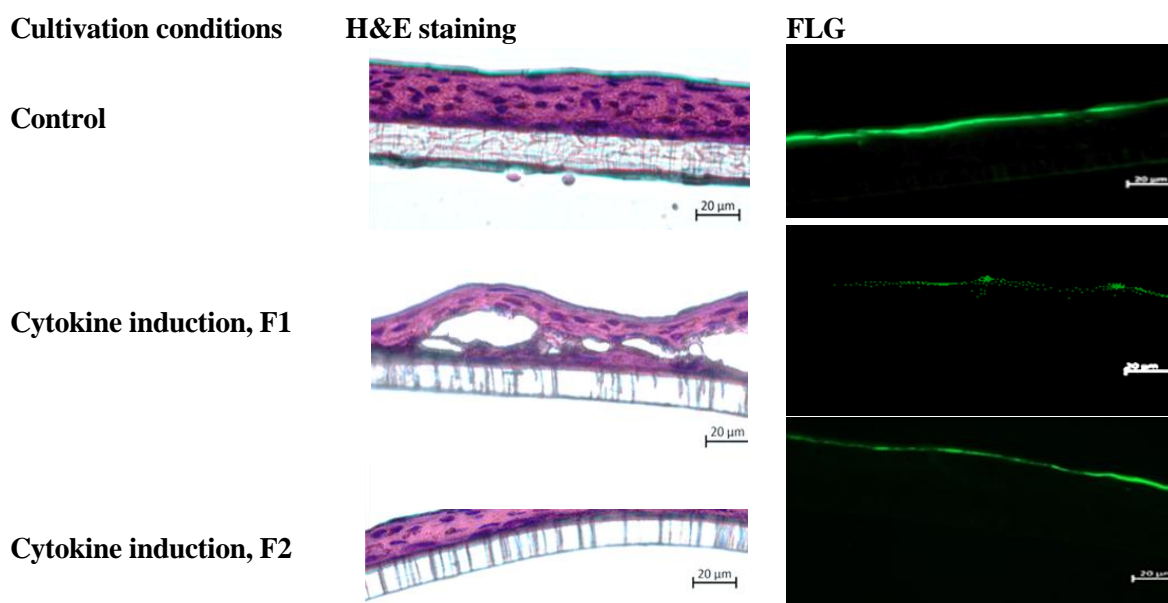 Cultivation conditions H&E staining FLG
Control
20 µm
20 µm
Cytokine induction, F1
20 µm
20 µm
Cytokine induction, F2
20 µm
20 µm